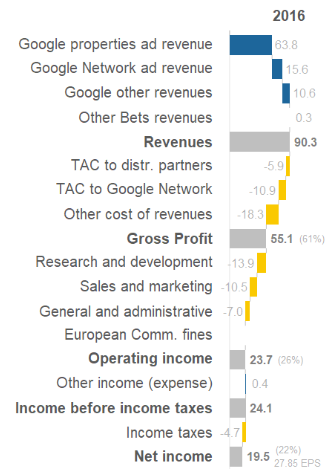 2016
Google properties ad revenue 63.8
Google Network ad revenue 15.6
Google other revenues 10.6
Other Bets revenues 0.3
Revenues 90.3
TAC to distr. partners -5.9
TAC to Google Network -10.9
Other cost of revenues -18.3
Gross Profit 55.1 (61%)
Research and development -13.9
Sales and marketing -10.5
General and administrative -7.0
European Comm. fines
Operating income 23.7 (26%)
Other income (expense) 0.4
Income before income taxes 24.1
Income taxes -4.7
Net income 19.5 (22%)
27.85 EPS